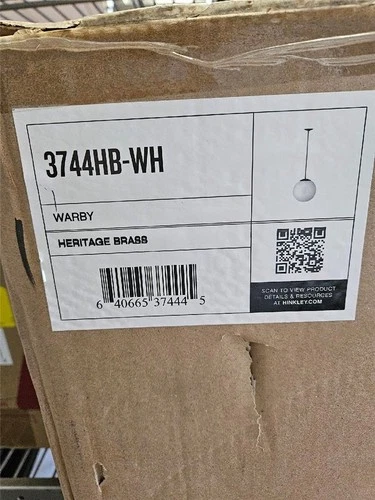 3744HB-WH
WARBY
HERITAGE BRASS
6 40665 37444 5
SCAN TO VIEW PRODUCT
DETAILS & RESOURCES
AT HINKLEY.COM